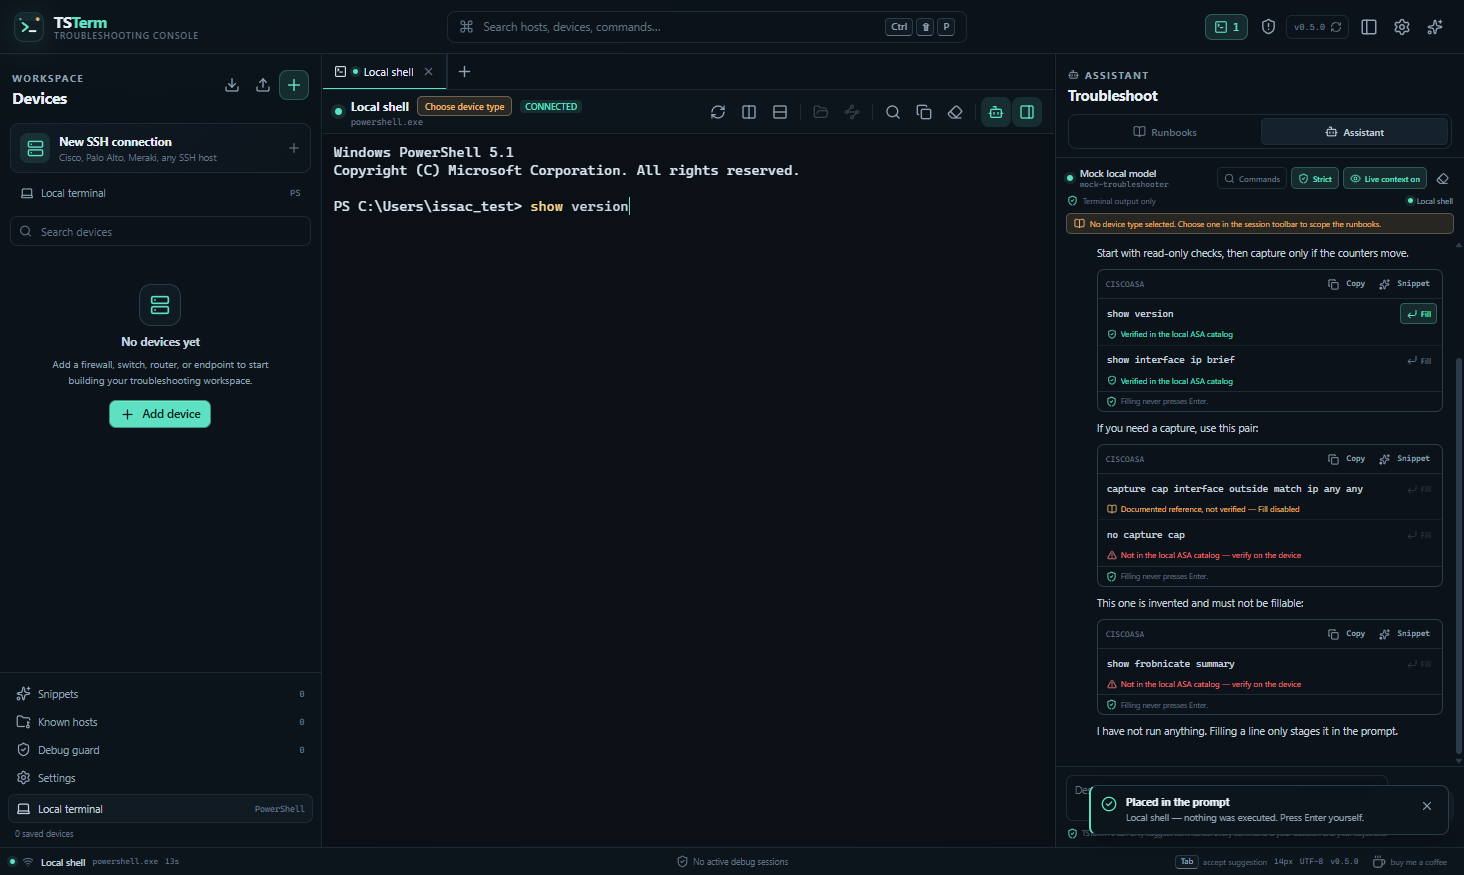 TSTerm
TROUBLESHOOTING CONSOLE
Search hosts, devices, commands...
Ctrl
P
1
v0.5.0
WORKSPACE
Devices
New SSH connection
Cisco, Palo Alto, Meraki, any SSH host
Local terminal
PS
Search devices
No devices yet
Add a firewall, switch, router, or endpoint to start
building your troubleshooting workspace.
Add device
Snippets 0
Known hosts 0
Debug guard 0
Settings
Local terminal PowerShell
0 saved devices
Local shell
Local shell Choose device type CONNECTED
powershell.exe
Windows PowerShell 5.1
Copyright (C) Microsoft Corporation. All rights reserved.
PS C:\Users\issac_test> show version
ASSISTANT
Troubleshoot
Runbooks Assistant
Mock local model
mock-troubleshooter
Commands Strict Live context on
Terminal output only Local shell
No device type selected. Choose one in the session toolbar to scope the runbooks.
Start with read-only checks, then capture only if the counters move.
CISCOASA Copy Snippet
show version Fill
Verified in the local ASA catalog
show interface ip brief Fill
Verified in the local ASA catalog
Filling never presses Enter.
If you need a capture, use this pair:
CISCOASA Copy Snippet
capture cap interface outside match ip any any Fill
Documented reference, not verified — Fill disabled
no capture cap Fill
Not in the local ASA catalog — verify on the device
Filling never presses Enter.
This one is invented and must not be fillable:
CISCOASA Copy Snippet
show frobnicate summary Fill
Not in the local ASA catalog — verify on the device
Filling never presses Enter.
I have not run anything. Filling a line only stages it in the prompt.
Placed in the prompt
Local shell — nothing was executed. Press Enter yourself.
Local shell powershell.exe 13s
No active debug sessions
Tab accept suggestion 14px UTF-8 v0.5.0 buy me a coffee